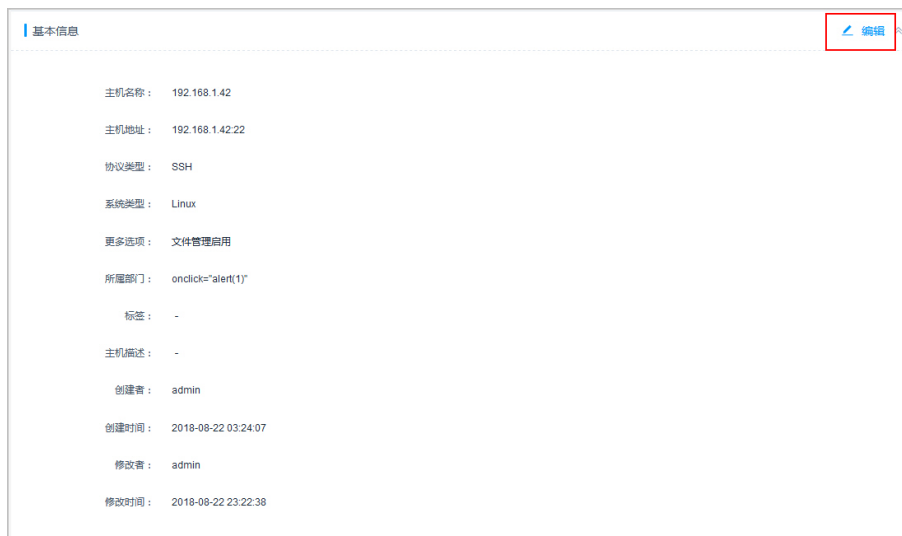 基本信息 编辑
主机名称： 192.168.1.42
主机地址： 192.168.1.42:22
协议类型： SSH
系统类型： Linux
更多选项： 文件管理启用
所属部门： onclick="alert(1)"
标签： -
主机描述： -
创建者： admin
创建时间： 2018-08-22 03:24:07
修改者： admin
修改时间： 2018-08-22 23:22:38